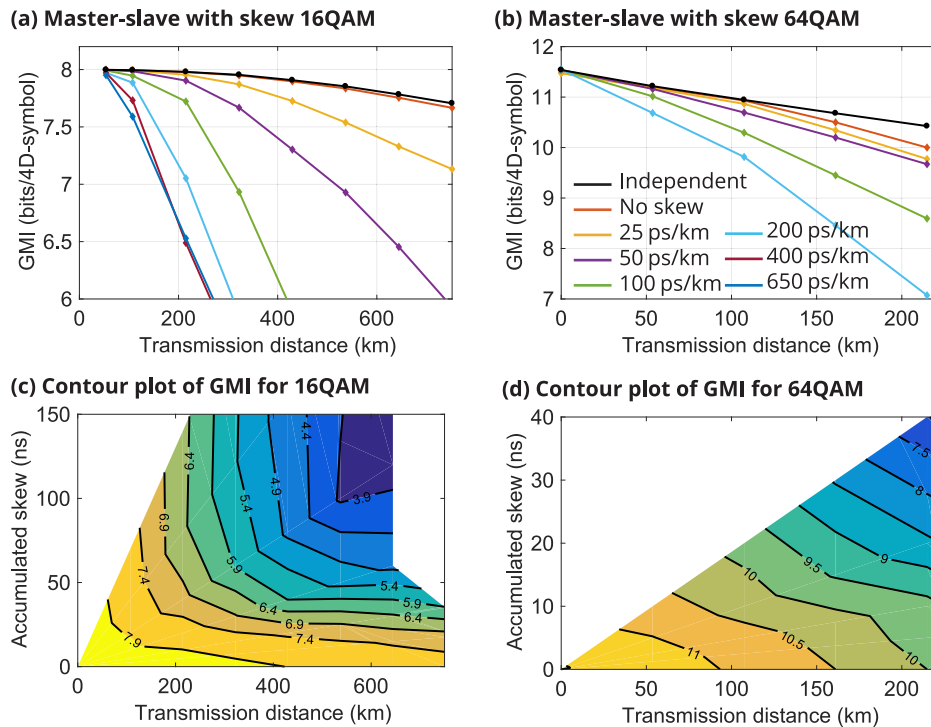 (a) Master-slave with skew 16QAM
GMI (bits/4D-symbol)
8
7.5
7
6.5
6
0 200 400 600
Transmission distance (km)
(b) Master-slave with skew 64QAM
GMI (bits/4D-symbol)
12
11
10
9
8
7
Independent
No skew
25 ps/km 200 ps/km
50 ps/km 400 ps/km
100 ps/km 650 ps/km
0 50 100 150 200
Transmission distance (km)
(c) Contour plot of GMI for 16QAM
Accumulated skew (ns)
150
100
50
0
6.4 5.4 4.9 4.4
6.9 5.9 3.9
7.4 5.4
6.4 5.9
6.4
6.9
7.9 7.4
0 200 400 600
Transmission distance (km)
(d) Contour plot of GMI for 64QAM
Accumulated skew (ns)
40
30
20
10
0
7.5
8
9
9.5
10
10.5
11 10
0 50 100 150 200
Transmission distance (km)